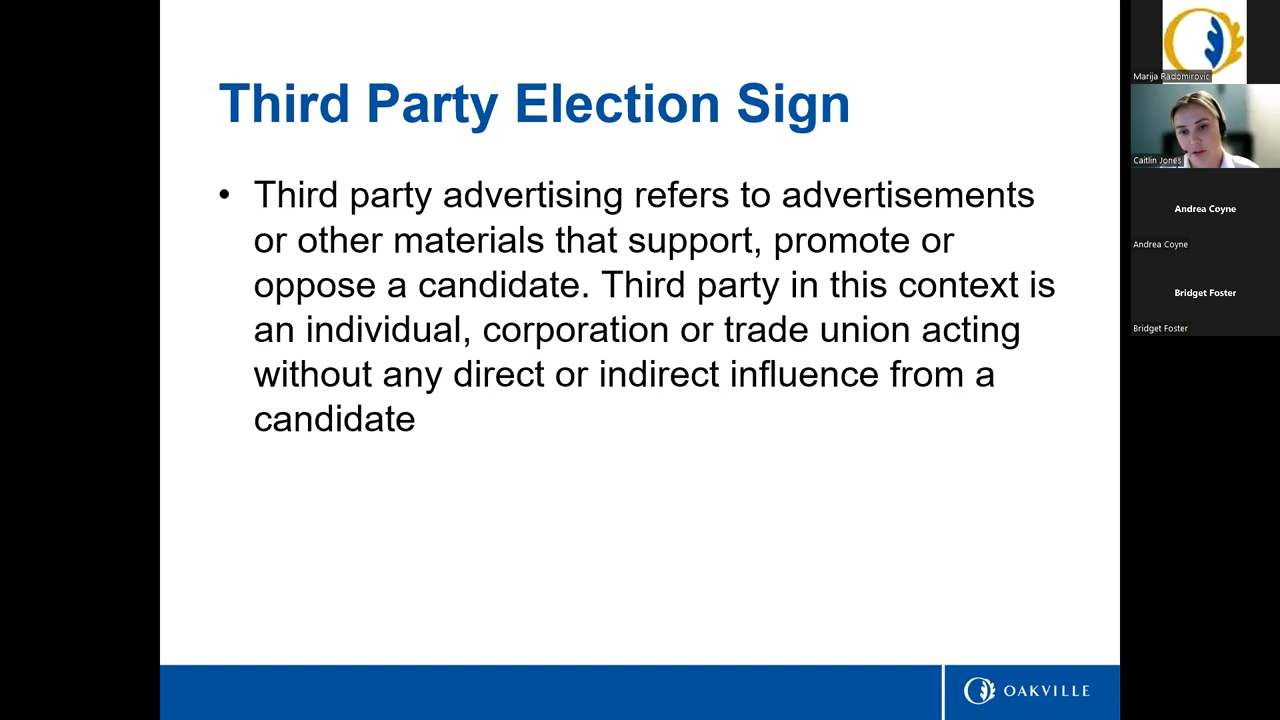 Third Party Election Sign
• Third party advertising refers to advertisements
or other materials that support, promote or
oppose a candidate. Third party in this context is
an individual, corporation or trade union acting
without any direct or indirect influence from a
candidate
OAKVILLE
Marija Radomirovic
Caitlin Jones
Andrea Coyne
Andrea Coyne
Bridget Foster
Bridget Foster